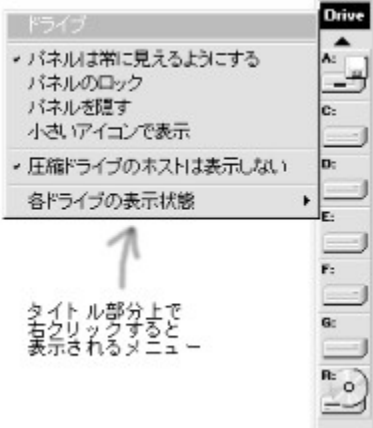 ドライブ
パネルは常に見えるようにする
パネルのロック
パネルを隠す
小さいアイコンで表示
圧縮ドライブのホストは表示しない
各ドライブの表示状態
タイトル部分上で
右クリックすると
表示されるメニュー
Drive
A:
C:
D:
E:
F:
G:
R: